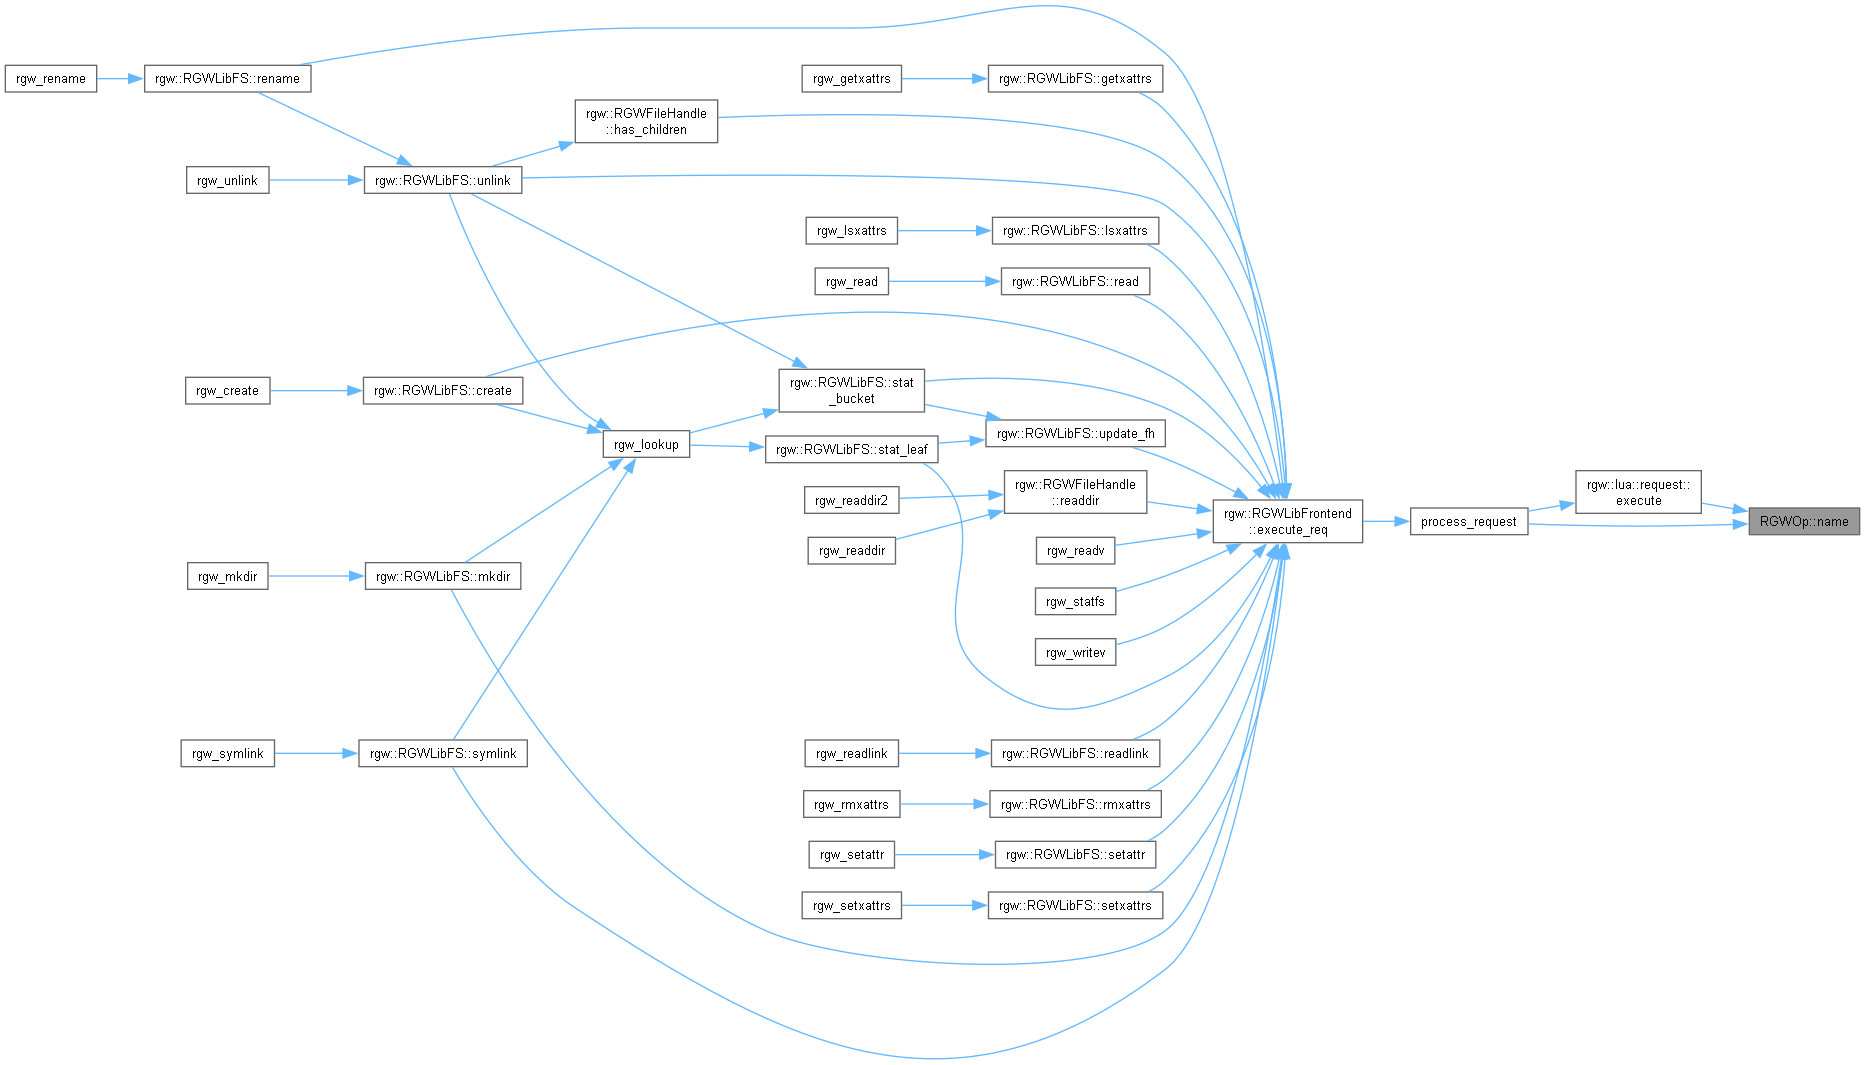 rgw_rename
rgw::RGWLibFS::rename
rgw_getxattrs
rgw::RGWLibFS::getxattrs
rgw::RGWFileHandle
::has_children
rgw_unlink
rgw::RGWLibFS::unlink
rgw_lsxattrs
rgw::RGWLibFS::lsxattrs
rgw_read
rgw::RGWLibFS::read
rgw_create
rgw::RGWLibFS::create
rgw::RGWLibFS::stat
_bucket
rgw_lookup
rgw::RGWLibFS::stat_leaf
rgw::RGWLibFS::update_fh
rgw_readdir2
rgw::RGWFileHandle
::readdir
rgw_readdir
rgw_readv
rgw::RGWLibFrontend
::execute_req
process_request
rgw::lua::request::
execute
RGWOp::name
rgw_mkdir
rgw::RGWLibFS::mkdir
rgw_statfs
rgw_writev
rgw_symlink
rgw::RGWLibFS::symlink
rgw_readlink
rgw::RGWLibFS::readlink
rgw_rmxattrs
rgw::RGWLibFS::rmxattrs
rgw_setattr
rgw::RGWLibFS::setattr
rgw_setxattrs
rgw::RGWLibFS::setxattrs